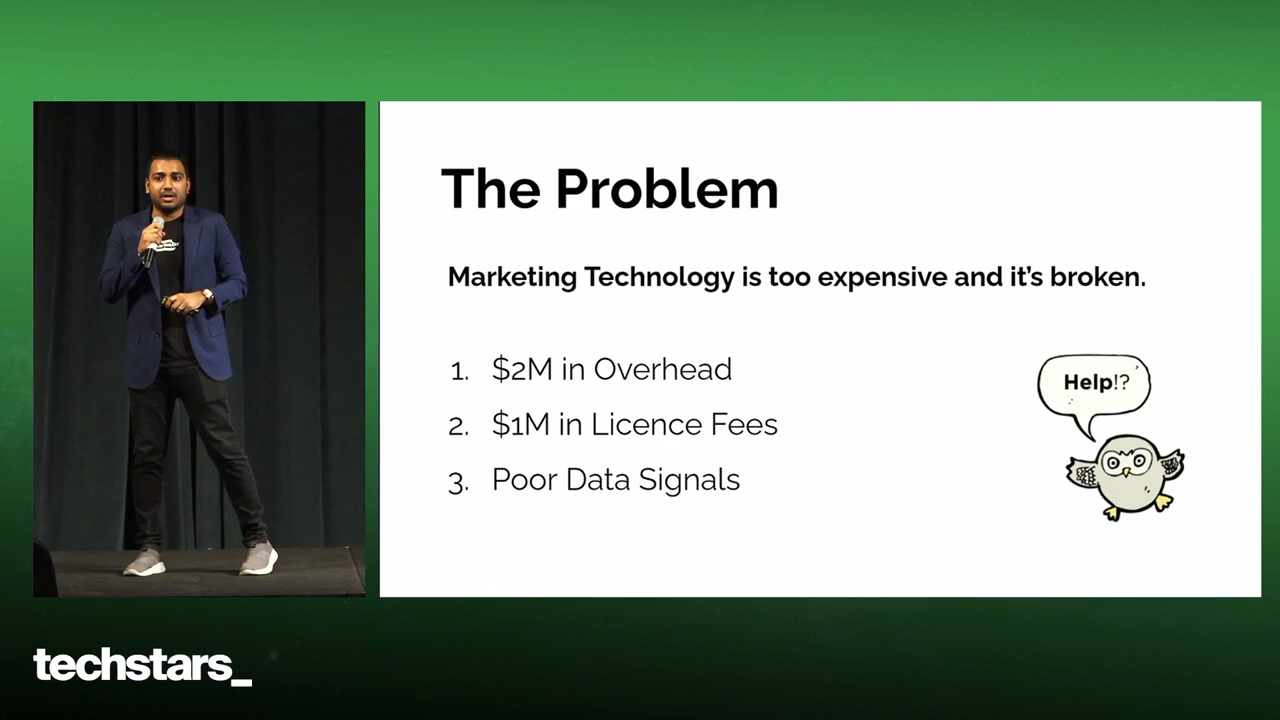 The Problem
Marketing Technology is too expensive and it's broken.
1. $2M in Overhead
2. $1M in Licence Fees
3. Poor Data Signals
Help!?
techstars_